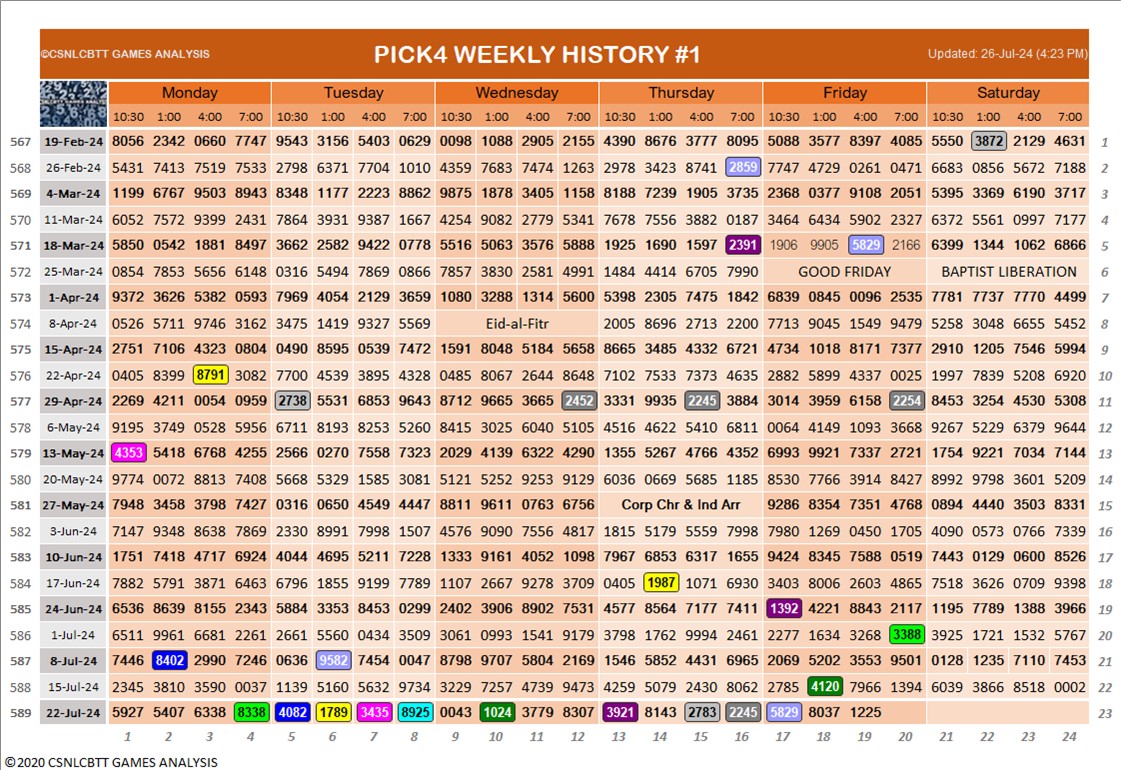 ©CSNLCBTT GAMES ANALYSIS PICK4 WEEKLY HISTORY #1 Updated: 26-Jul-24 (4:23 PM)
Monday Tuesday Wednesday Thursday Friday Saturday
10:30 1:00 4:00 7:00 10:30 1:00 4:00 7:00 10:30 1:00 4:00 7:00 10:30 1:00 4:00 7:00 10:30 1:00 4:00 7:00 10:30 1:00 4:00 7:00
567 19-Feb-24 8056 2342 0660 7747 9543 3156 5403 0629 0098 1088 2905 2155 4390 8676 3777 8095 5088 3577 8397 4085 5550 3872 2129 4631 1
568 26-Feb-24 5431 7413 7519 7533 2798 6371 7704 1010 4359 7683 7474 1263 2978 3423 8741 2859 7747 4729 0261 0471 6683 0856 5672 7188 2
569 4-Mar-24 1199 6767 9503 8943 8348 1177 2223 8862 9875 1878 3405 1158 8188 7239 1905 3735 2368 0377 9108 2051 5395 3369 6190 3717 3
570 11-Mar-24 6052 7572 9399 2431 7864 3931 9387 1667 4254 9082 2779 5341 7678 7556 3882 0187 3464 6434 5902 2327 6372 5561 0997 7177 4
571 18-Mar-24 5850 0542 1881 8497 3662 2582 9422 0778 5516 5063 3576 5888 1925 1690 1597 2391 1906 9905 5829 2166 6399 1344 1062 6866 5
572 25-Mar-24 0854 7853 5656 6148 0316 5494 7869 0866 7857 3830 2581 4991 1484 4414 6705 7990 GOOD FRIDAY BAPTIST LIBERATION 6
573 1-Apr-24 9372 3626 5382 0593 7969 4054 2129 3659 1080 3288 1314 5600 5398 2305 7475 1842 6839 0845 0096 2535 7781 7737 7770 4499 7
574 8-Apr-24 0526 5711 9746 3162 3475 1419 9327 5569 Eid-al-Fitr 2005 8696 2713 2200 7713 9045 1549 9479 5258 3048 6655 5452 8
575 15-Apr-24 2751 7106 4323 0804 0490 8595 0539 7472 1591 8048 5184 5658 8665 3485 4332 6721 4734 1018 8171 7377 2910 1205 7546 5994 9
576 22-Apr-24 0405 8399 8791 3082 7700 4539 3895 4328 0485 8067 2644 8648 7102 7533 7373 4635 2882 5899 4337 0025 1997 7839 5208 6920 10
577 29-Apr-24 2269 4211 0054 0959 2738 5531 6853 9643 8712 9665 3665 2452 3331 9935 2245 3884 3014 3959 6158 2254 8453 3254 4530 5308 11
578 6-May-24 9195 3749 0528 5956 6711 8193 8253 5260 8415 3025 6040 5105 4516 4622 5410 6811 0064 4149 1093 3668 9267 5229 6379 9644 12
579 13-May-24 4353 5418 6768 4255 2566 0270 7558 7323 2029 4139 6322 4290 1355 5267 4766 4352 6993 9921 7337 2721 1754 9221 7034 7144 13
580 20-May-24 9774 0072 8813 7408 5668 5329 1585 3081 5121 5252 9253 9129 6036 0669 5685 1185 8530 7766 3914 8427 8992 9798 3601 5209 14
581 27-May-24 7948 3458 3798 7427 0316 0650 4549 4447 8811 9611 0763 6756 Corp Chr & Ind Arr 9286 8354 7351 4768 0894 4440 3503 8331 15
582 3-Jun-24 7147 9348 8638 7869 2330 8991 7998 1507 4576 9090 7556 4817 1815 5179 5559 7998 7980 1269 0450 1705 4090 0573 0766 7339 16
583 10-Jun-24 1751 7418 4717 6924 4044 4695 5211 7228 1333 9161 4052 1098 7967 6853 6317 1655 9424 8345 7588 0519 7443 0129 0600 8526 17
584 17-Jun-24 7882 5791 3871 6463 6796 1855 9199 7789 1107 2667 9278 3709 0405 1987 1071 6930 3403 8006 2603 4865 7518 3626 0709 9398 18
585 24-Jun-24 6536 8639 8155 2343 5884 3353 8453 0299 2402 3906 8902 7531 4577 8564 7177 7411 1392 4221 8843 2117 1195 7789 1388 3966 19
586 1-Jul-24 6511 9961 6681 2261 2661 5560 0434 3509 3061 0993 1541 9179 3798 1762 9994 2461 2277 1634 3268 3388 3925 1721 1532 5767 20
587 8-Jul-24 7446 8402 2990 7246 0636 9582 7454 0047 8798 9707 5804 2169 1546 5852 4431 6965 2069 5202 3553 9501 0128 1235 7110 7453 21
588 15-Jul-24 2345 3810 3590 0037 1139 5160 5632 9734 3229 7257 4739 9473 4259 5079 2430 8062 2785 4120 7966 1394 6039 3866 8518 0002 22
589 22-Jul-24 5927 5407 6338 8338 4082 1789 3435 8925 0043 1024 3779 8307 3921 8143 2783 2245 5829 8037 1225 23
1 2 3 4 5 6 7 8 9 10 11 12 13 14 15 16 17 18 19 20 21 22 23 24
©2020 CSNLCBTT GAMES ANALYSIS